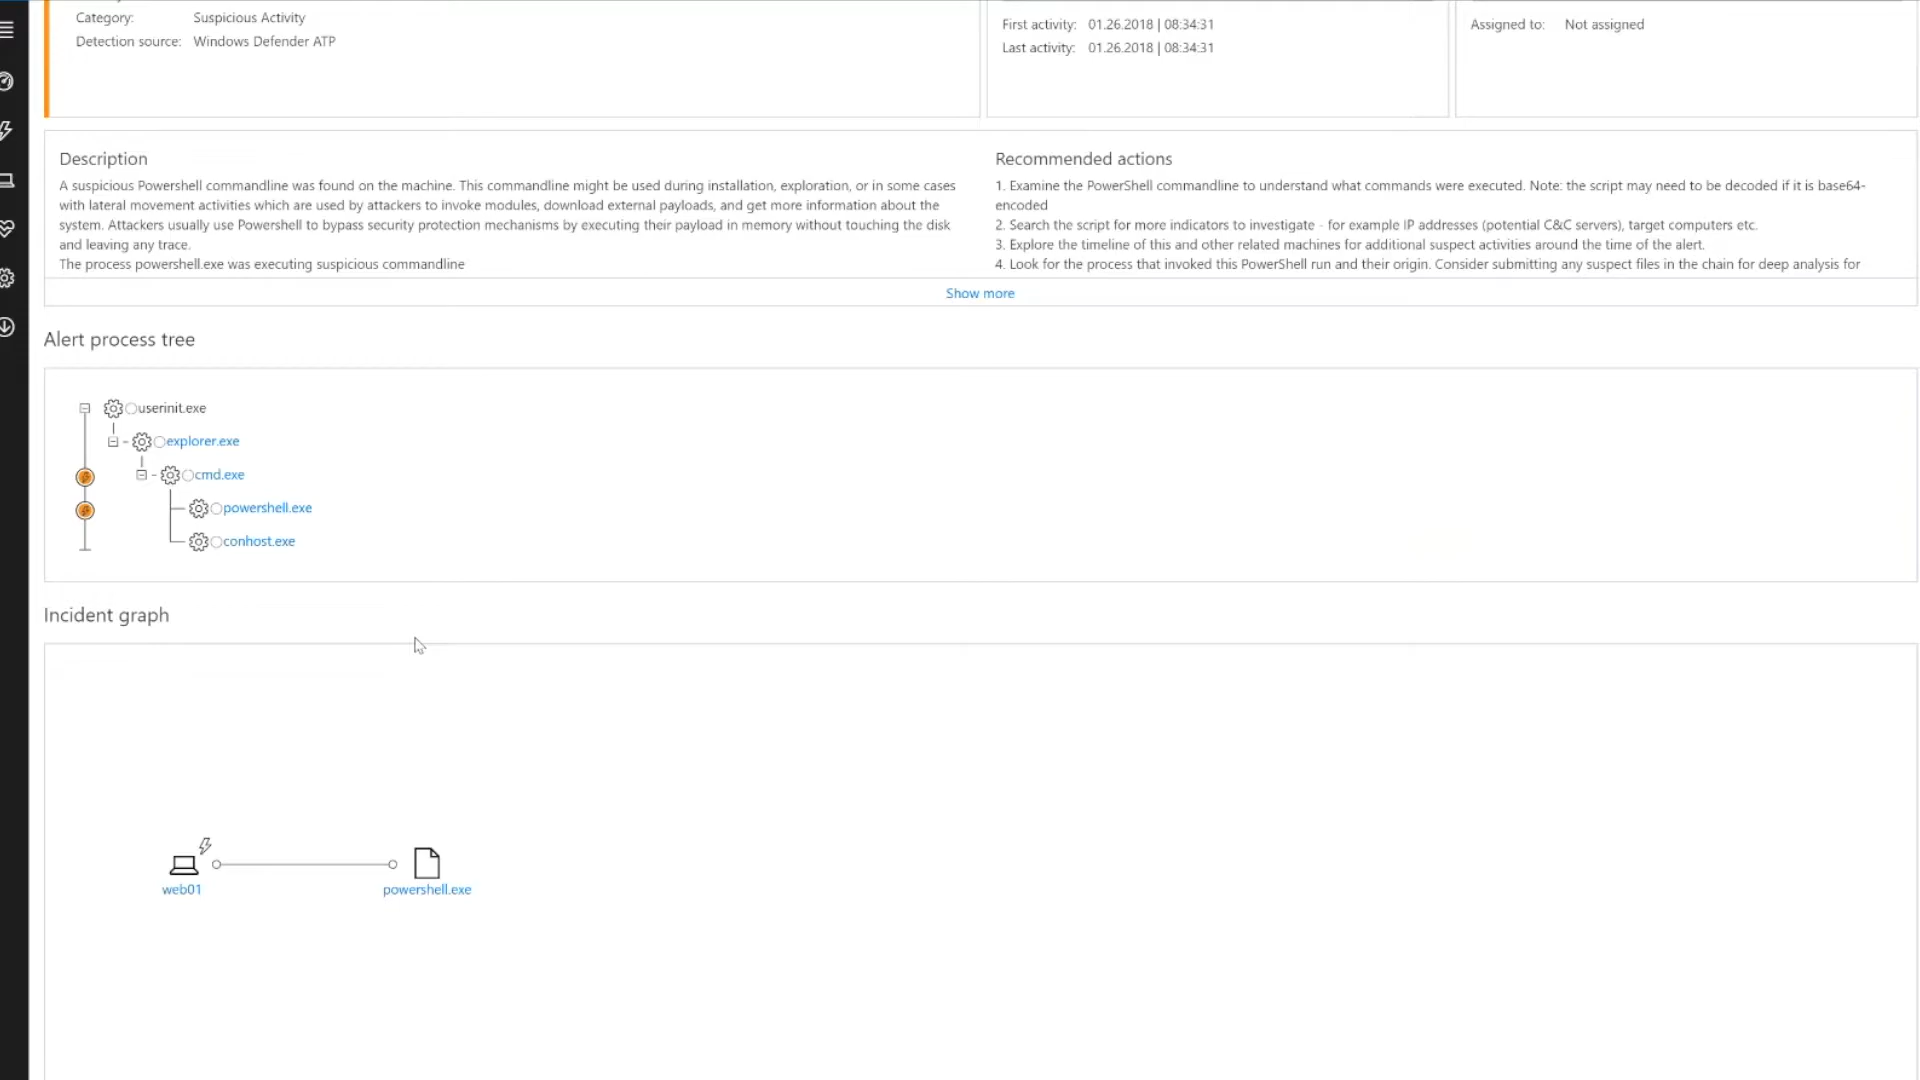 Category: Suspicious Activity
Detection source: Windows Defender ATP
First activity: 01.26.2018 | 08:34:31
Last activity: 01.26.2018 | 08:34:31
Assigned to: Not assigned
Description
A suspicious Powershell commandline was found on the machine. This commandline might be used during installation, exploration, or in some cases
with lateral movement activities which are used by attackers to invoke modules, download external payloads, and get more information about the
system. Attackers usually use Powershell to bypass security protection mechanisms by executing their payload in memory without touching the disk
and leaving any trace.
The process powershell.exe was executing suspicious commandline
Recommended actions
1. Examine the PowerShell commandline to understand what commands were executed. Note: the script may need to be decoded if it is base64-
encoded
2. Search the script for more indicators to investigate - for example IP addresses (potential C&C servers), target computers etc.
3. Explore the timeline of this and other related machines for additional suspect activities around the time of the alert.
4. Look for the process that invoked this PowerShell run and their origin. Consider submitting any suspect files in the chain for deep analysis for
Show more
Alert process tree
userinit.exe
explorer.exe
cmd.exe
powershell.exe
conhost.exe
Incident graph
web01
powershell.exe